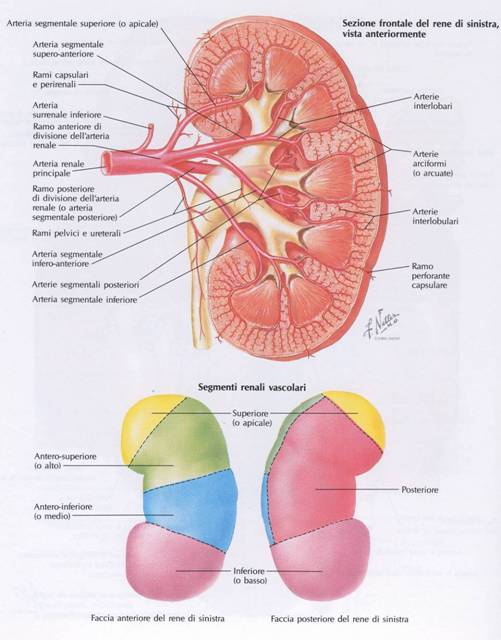 Arteria segmentale superiore (o apicale)
Sezione frontale del rene di sinistra,
vista anteriormente
Arteria segmentale
supero-anteriore
Rami capsulari
e perirenali
Arteria
surrenale inferiore
Ramo anteriore di
divisione dell'arteria
renale
Arteria renale
principale
Ramo posteriore
di divisione dell'arteria
renale (o arteria
segmentale posteriore)
Rami pelvici e ureterali
Arteria segmentale
infero-anteriore
Arterie segmentali posteriori
Arteria segmentale inferiore
Arterie
interlobari
Arterie
arciformi
(o arcuate)
Arterie
interlobulari
Ramo
perforante
capsulare
F. Netter
M.D.
Segmenti renali vascolari
Superiore
(o apicale)
Antero-superiore
(o alto)
Antero-inferiore
(o medio)
Posteriore
Inferiore
(o basso)
Faccia anteriore del rene di sinistra
Faccia posteriore del rene di sinistra